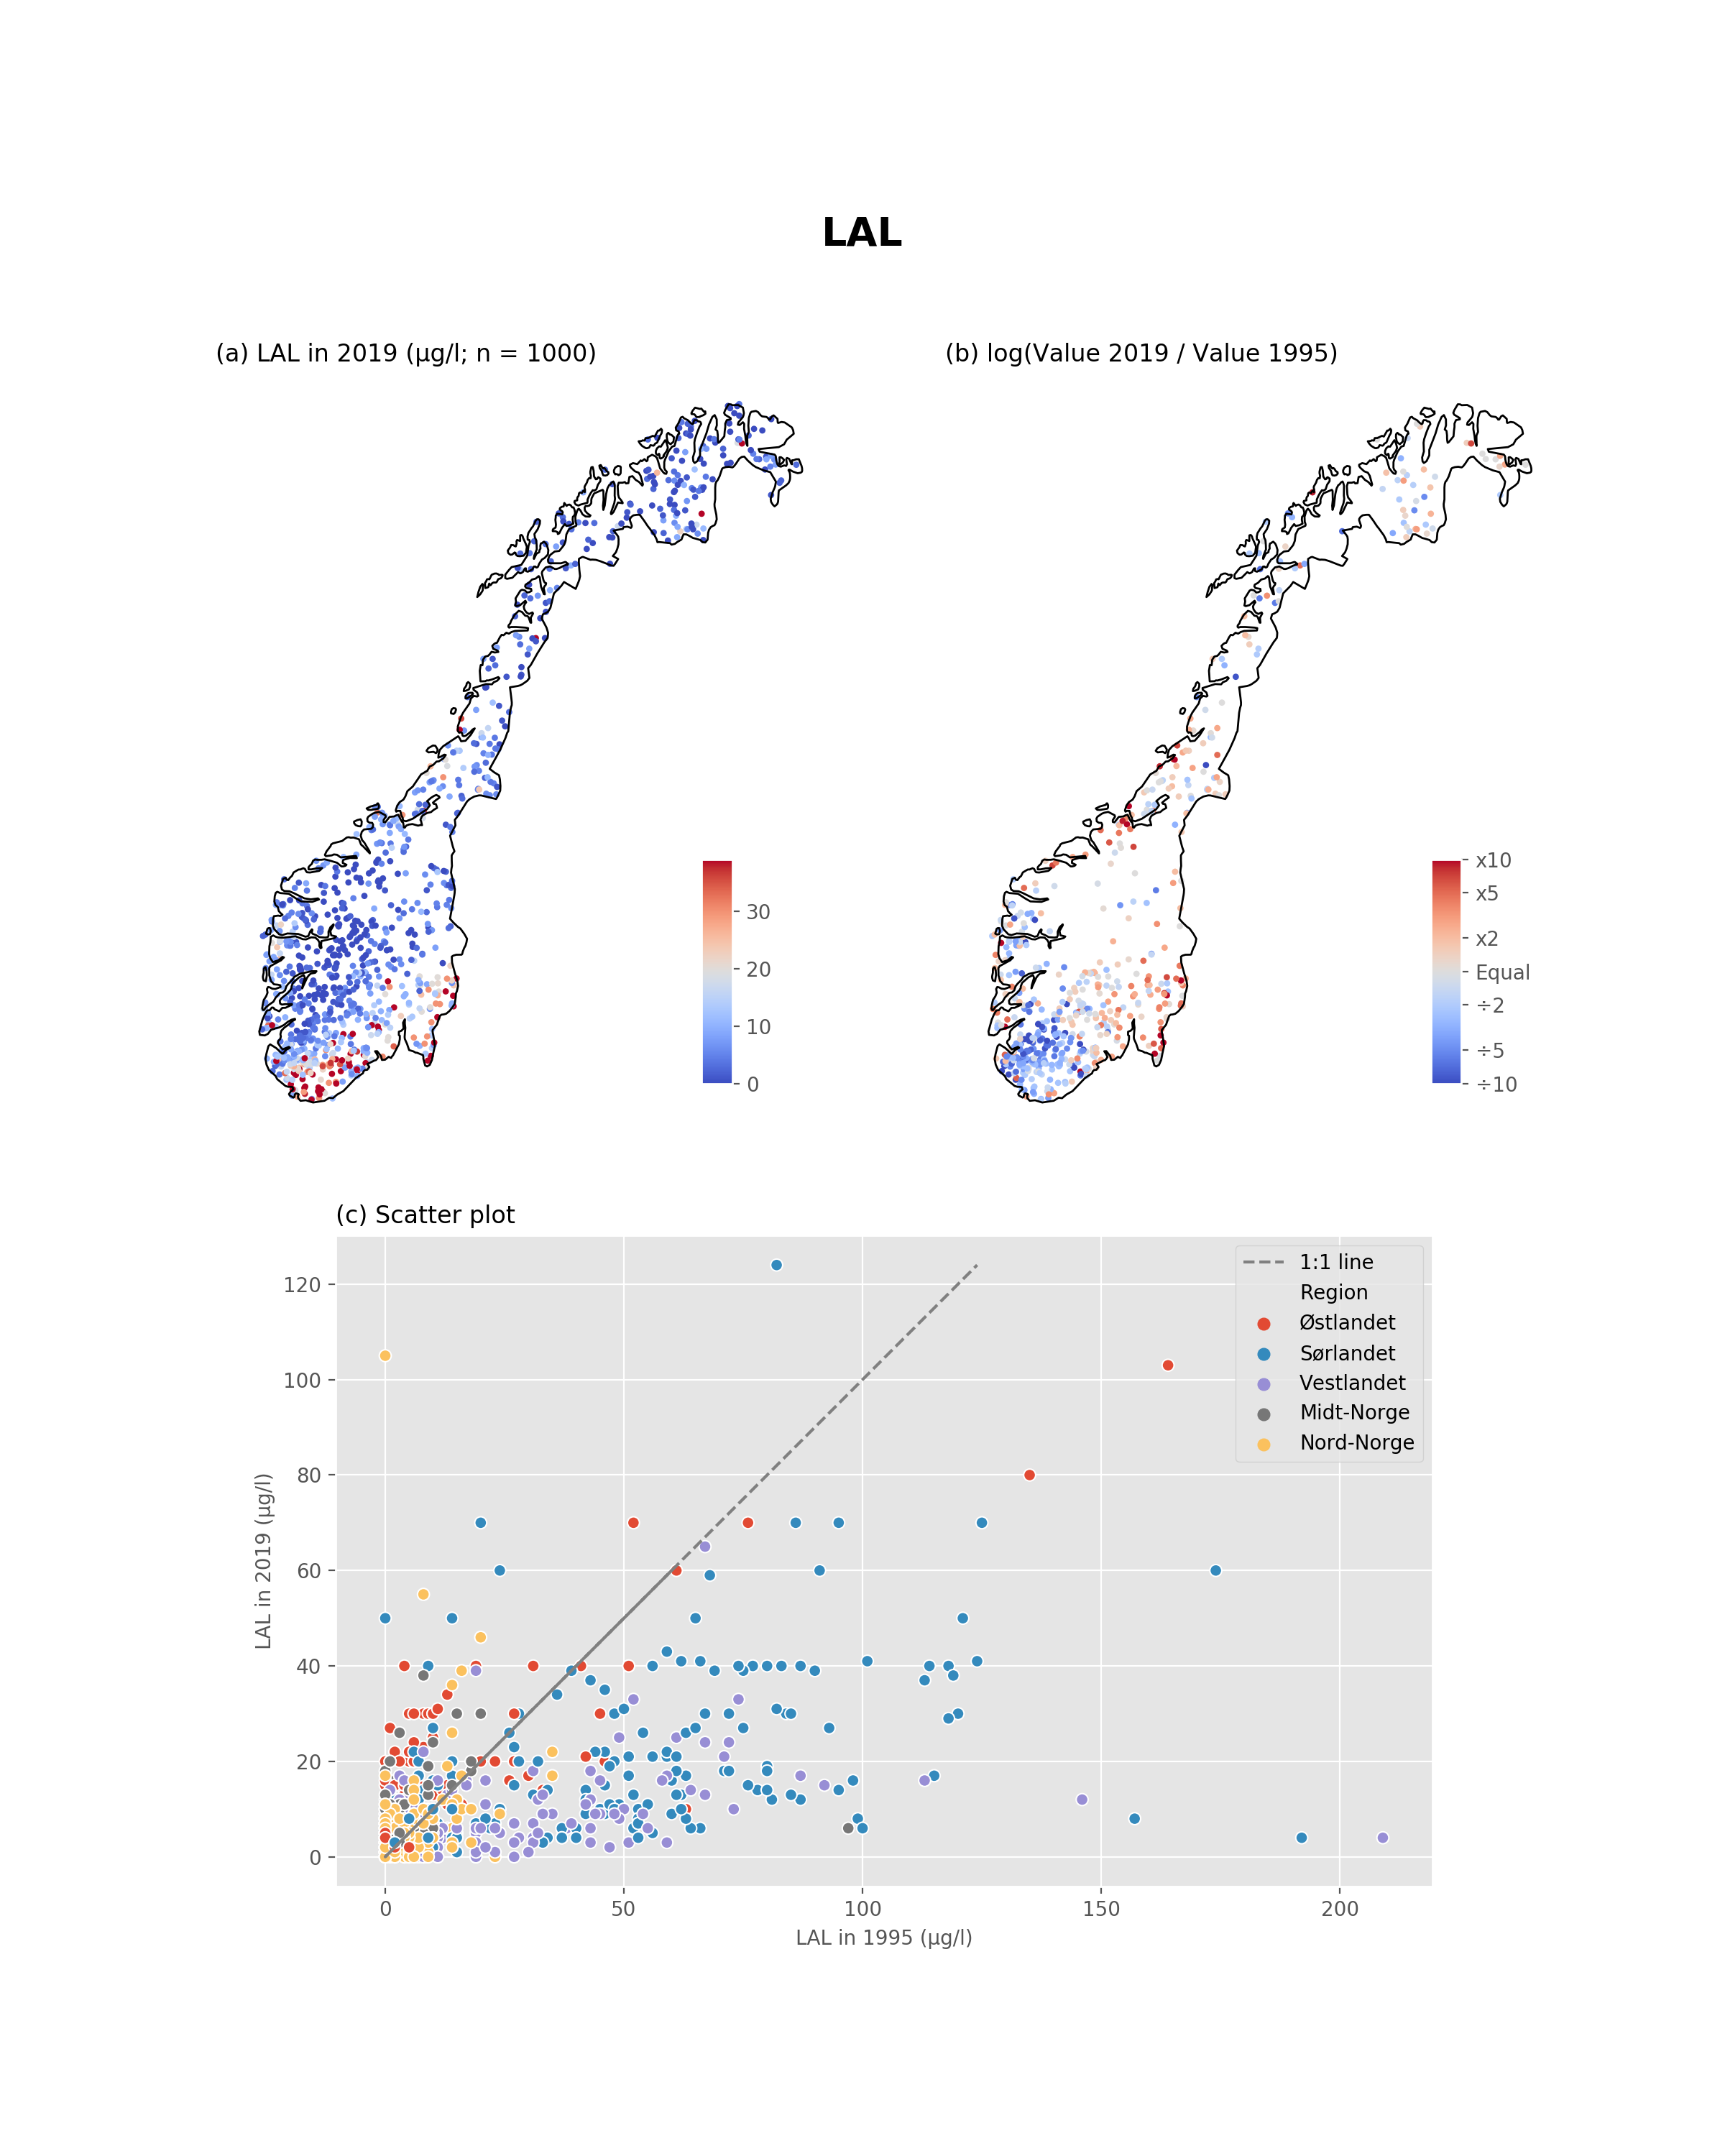 LAL
(a) LAL in 2019 (µg/l; n = 1000)
(b) log(Value 2019 / Value 1995)
30
20
10
0
x10
x5
x2
Equal
÷2
÷5
÷10
(c) Scatter plot
1:1 line
Region
Østlandet
Sørlandet
Vestlandet
Midt-Norge
Nord-Norge
LAL in 2019 (µg/l)
120
100
80
60
40
20
0
0 50 100 150 200
LAL in 1995 (µg/l)